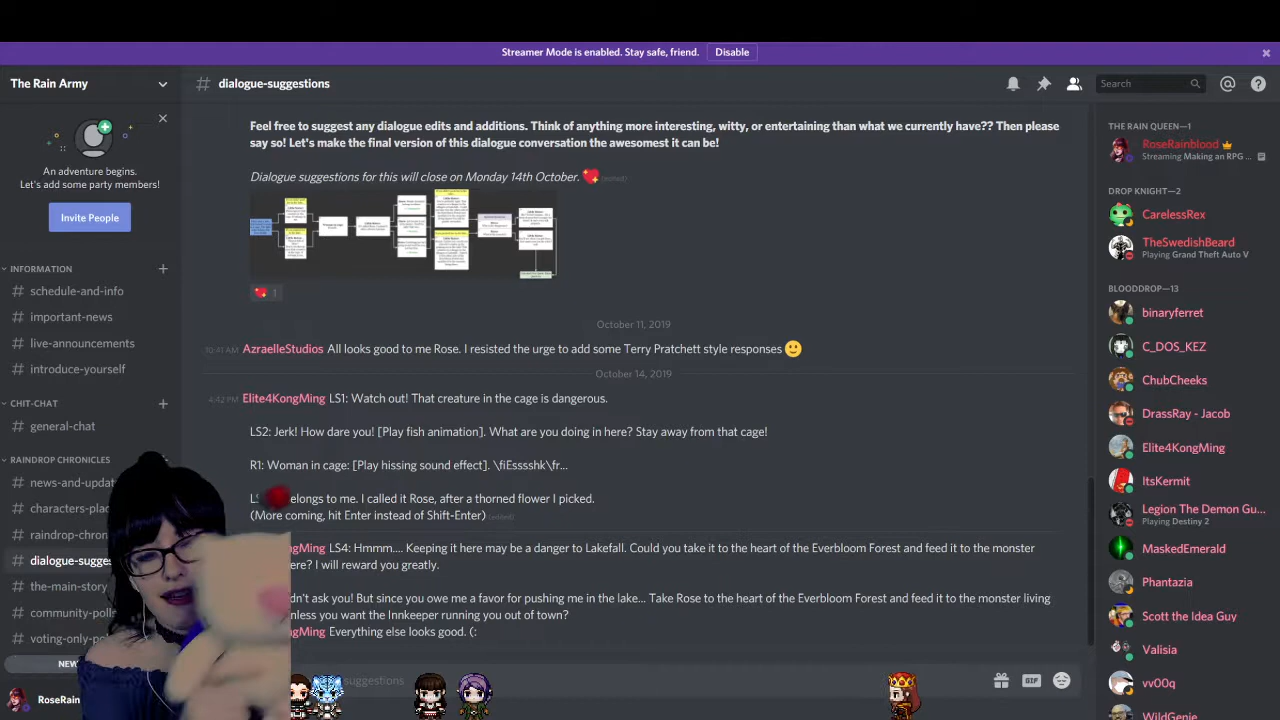 Streamer Mode is enabled. Stay safe, friend. Disable
The Rain Army
An adventure begins.
Let's add some party members!
Invite People
INFORMATION
schedule-and-info
important-news
live-announcements
introduce-yourself
CHIT-CHAT
general-chat
RAINDROP CHRONICLES
news-and-updat
characters-plac
raindrop-chron
dialogue-sugges
the-main-story
community-polls
voting-only-po
NEW
RoseRain
# dialogue-suggestions
Search
Feel free to suggest any dialogue edits and additions. Think of anything more interesting, witty, or entertaining than what we currently have?? Then please
say so! Let's make the final version of this dialogue conversation the awesomest it can be!
Dialogue suggestions for this will close on Monday 14th October. (edited)
1
October 11, 2019
10:41 AM AzraelleStudios All looks good to me Rose. I resisted the urge to add some Terry Pratchett style responses
October 14, 2019
4:42 PM Elite4KongMing LS1: Watch out! That creature in the cage is dangerous.
LS2: Jerk! How dare you! [Play fish animation]. What are you doing in here? Stay away from that cage!
R1: Woman in cage: [Play hissing sound effect]. \fiEsssshk\fr...
elongs to me. I called it Rose, after a thorned flower I picked.
(More coming, hit Enter instead of Shift-Enter) (edited)
ngMing LS4: Hmmm.... Keeping it here may be a danger to Lakefall. Could you take it to the heart of the Everbloom Forest and feed it to the monster
ere? I will reward you greatly.
dn't ask you! But since you owe me a favor for pushing me in the lake... Take Rose to the heart of the Everbloom Forest and feed it to the monster living
nless you want the Innkeeper running you out of town?
ngMing Everything else looks good. (:
suggestions
GIF
THE RAIN QUEEN—1
RoseRainblood
Streaming Making an RPG ...
DROP KNIGHT—2
CarelessRex
TheSwedishBeard
Playing Grand Theft Auto V
BLOODDROP—13
binaryferret
C_DOS_KEZ
ChubCheeks
DrassRay - Jacob
Elite4KongMing
ItsKermit
Legion The Demon Gu...
Playing Destiny 2
MaskedEmerald
Phantazia
Scott the Idea Guy
Valisia
vv00q
WildGenie